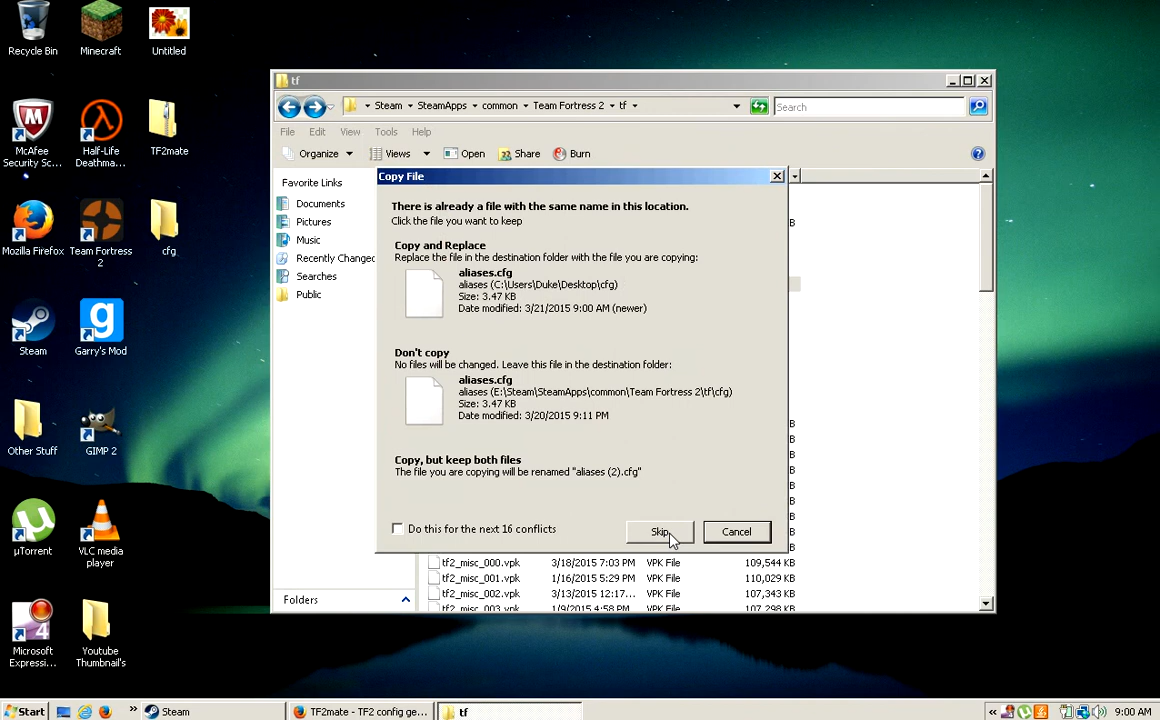 Recycle Bin
Minecraft
Untitled
McAfee
Security Sc...
Half-Life
Deathma...
TF2mate
Mozilla Firefox
Team Fortress
2
cfg
Steam
Garry's Mod
Other Stuff
GIMP 2
µTorrent
VLC media
player
Microsoft
Expressi...
Youtube
Thumbnail's
tf
Steam
SteamApps
common
Team Fortress 2
tf
Search
File Edit View Tools Help
Organize Views Open Share Burn
Favorite Links
Documents
Pictures
Music
Recently Changed
Searches
Public
Folders
Copy File
There is already a file with the same name in this location.
Click the file you want to keep
Copy and Replace
Replace the file in the destination folder with the file you are copying:
aliases.cfg
aliases (C:\Users\Duke\Desktop\cfg)
Size: 3.47 KB
Date modified: 3/21/2015 9:00 AM (newer)
Don't copy
No files will be changed. Leave this file in the destination folder:
aliases.cfg
aliases (E:\Steam\SteamApps\common\Team Fortress 2\tf\cfg)
Size: 3.47 KB
Date modified: 3/20/2015 9:11 PM
Copy, but keep both files
The file you are copying will be renamed "aliases (2).cfg"
Do this for the next 16 conflicts
Skip
Cancel
tf2_misc_000.vpk 3/18/2015 7:03 PM VPK File 109,544 KB
tf2_misc_001.vpk 1/16/2015 5:29 PM VPK File 110,029 KB
tf2_misc_002.vpk 3/13/2015 12:17... VPK File 107,343 KB
tf2_misc_003.vpk 1/9/2015 4:58 PM VPK File 107,298 KB
Start
Steam
TF2mate - TF2 config ge...
tf
9:00 AM